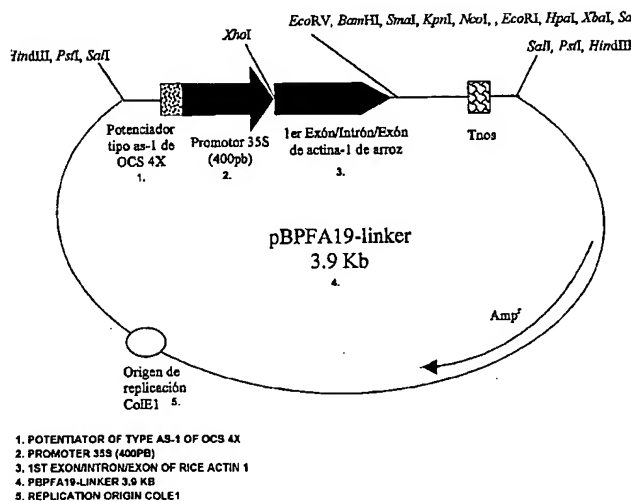 EcoRV, BamHI, SmaI, KpnI, NcoI, , EcoRI, HpaI, XbaI, Sa
XhoI
HindIII, PstI, SalI
SalI, PstI, HindIII
Potenciador
tipo as-1 de
OCS 4X
1.
Promotor 35S
(400pb)
2.
1er Exón/Intrón/Exón
de actina-1 de arroz
3.
Tnos
pBPFA19-linker
3.9 Kb
4.
Ampr
Origen de
replicación
ColE1 5.
1. POTENTIATOR OF TYPE AS-1 OF OCS 4X
2. PROMOTER 35S (400PB)
3. 1ST EXON/INTRON/EXON OF RICE ACTIN 1
4. PBPFA19-LINKER 3.9 KB
5. REPLICATION ORIGIN COLE1